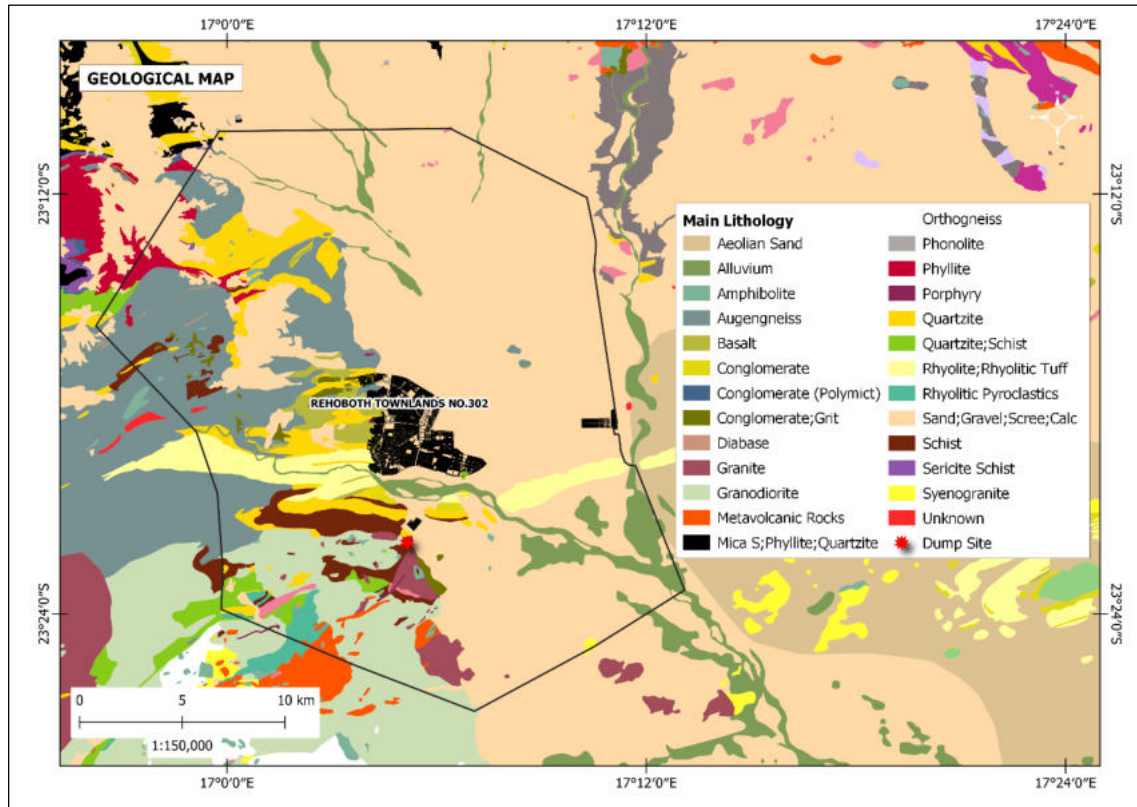 17°0'0"E
17°12'0"E
17°24'0"E
GEOLOGICAL MAP
23°12'0"S
23°12'0"S
Main Lithology
Aeolian Sand
Alluvium
Amphibolite
Augengneiss
Basalt
Conglomerate
Conglomerate (Polymict)
Conglomerate;Grit
Diabase
Granite
Granodiorite
Metavolcanic Rocks
Mica S;Phyllite;Quartzite
Orthogneiss
Phonolite
Phyllite
Porphyry
Quartzite
Quartzite;Schist
Rhyolite;Rhyolitic Tuff
Rhyolitic Pyroclastics
Sand;Gravel;Scree;Calc
Schist
Sericite Schist
Syenogranite
Unknown
Dump Site
REHOBOTH TOWNLANDS NO.302
23°24'0"S
23°24'0"S
0 5 10 km
1:150,000
17°0'0"E
17°12'0"E
17°24'0"E